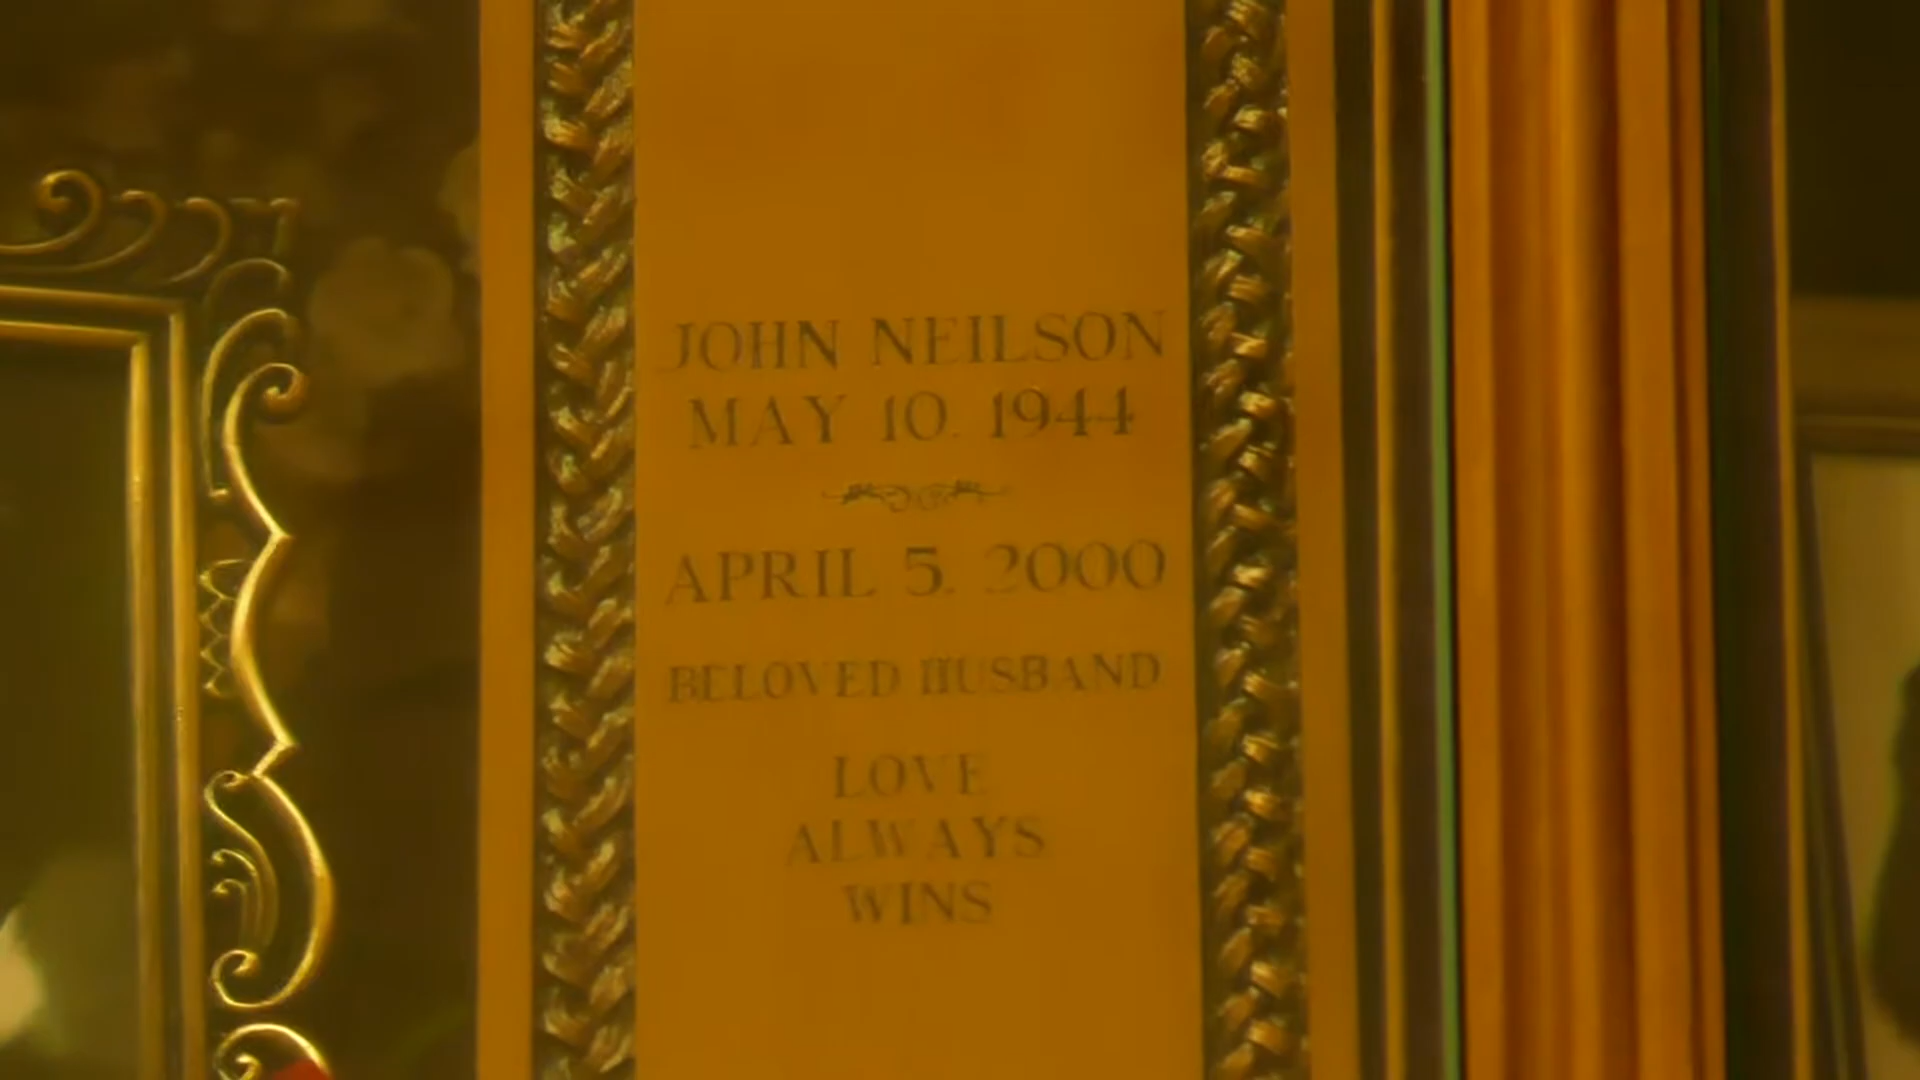 JOHN NEILSON
MAY 10, 1944
APRIL 5, 2000
BELOVED HUSBAND
LOVE
ALWAYS
WINS